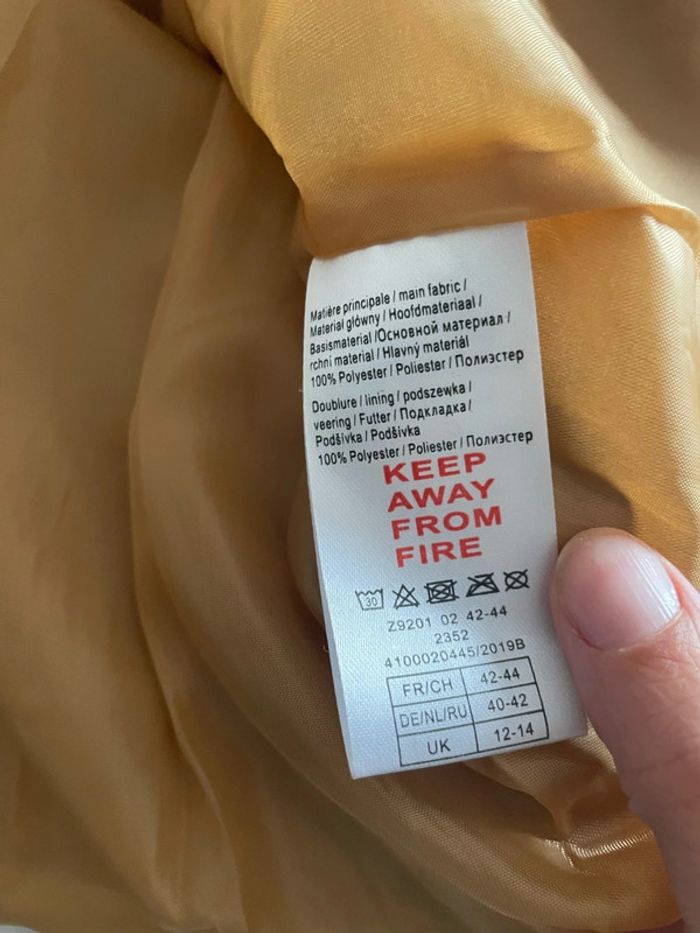 Matière principale / main fabric /
Materiał główny / Hoofdmateriaal /
Basismaterial /Основной материал /
rchní material / Hlavný materiál
100% Polyester / Poliester / Полиэстер
Doublure / lining / podszewka /
veering / Futter / Подкладка /
Podšívka / Podšívka
100% Polyester / Poliester / Полиэстер
KEEP
AWAY
FROM
FIRE
30
Z9201 02 42-44
2352
4100020445/2019B
FR/CH 42-44
DE/NL/RU 40-42
UK 12-14